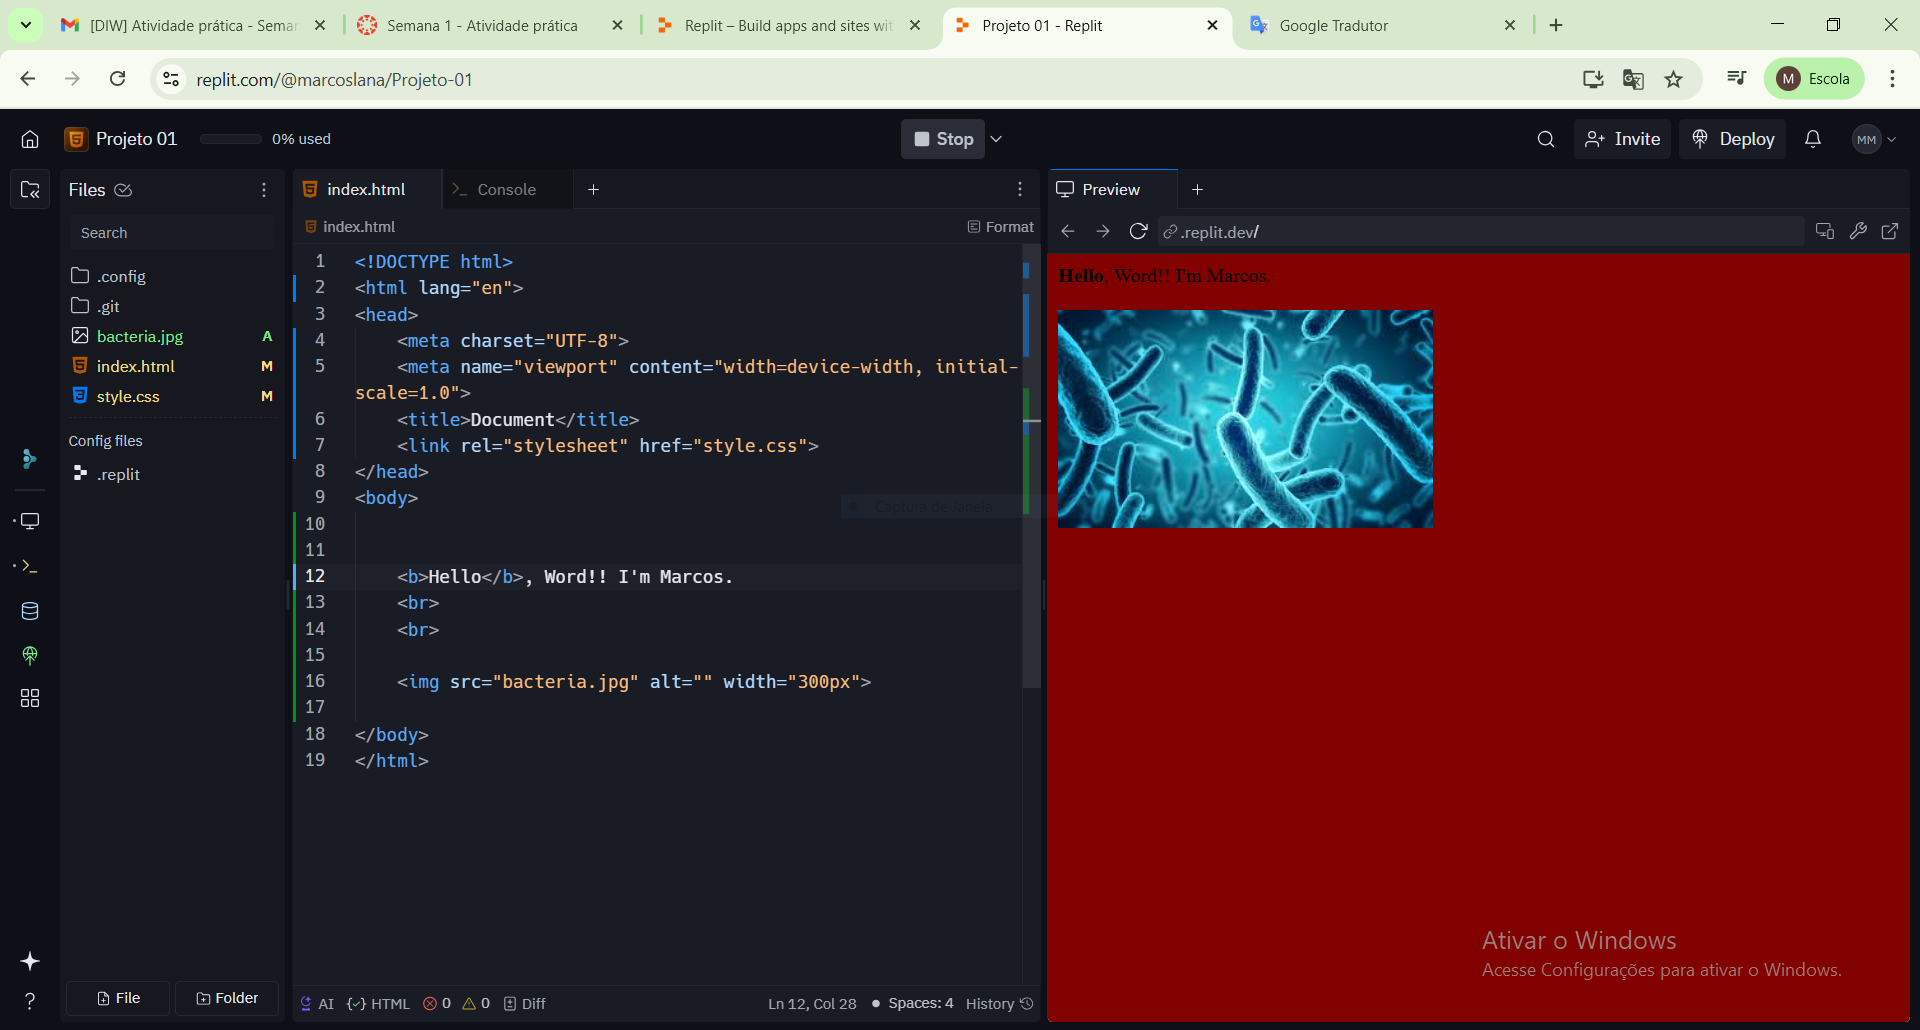 [DIW] Atividade prática - Semar
Semana 1 - Atividade prática
Replit – Build apps and sites wit
Projeto 01 - Replit
Google Tradutor
replit.com/@marcoslana/Projeto-01
M
Escola
Projeto 01
0% used
Stop
Invite
Deploy
MM
Files
Search
.config
.git
bacteria.jpg A
index.html M
style.css M
Config files
.replit
File
Folder
index.html
Console
index.html
Format
1 <!DOCTYPE html>
2 <html lang="en">
3 <head>
4 <meta charset="UTF-8">
5 <meta name="viewport" content="width=device-width, initial-
scale=1.0">
6 <title>Document</title>
7 <link rel="stylesheet" href="style.css">
8 </head>
9 <body>
Captura de Janela
10
11
12 <b>Hello</b>, Word!! I'm Marcos.
13 <br>
14 <br>
15
16 <img src="bacteria.jpg" alt="" width="300px">
17
18 </body>
19 </html>
AI {} HTML 0 0 Diff
Ln 12, Col 28 • Spaces: 4 History
Preview
.replit.dev/
Hello, Word!! I'm Marcos.
Ativar o Windows
Acesse Configurações para ativar o Windows.